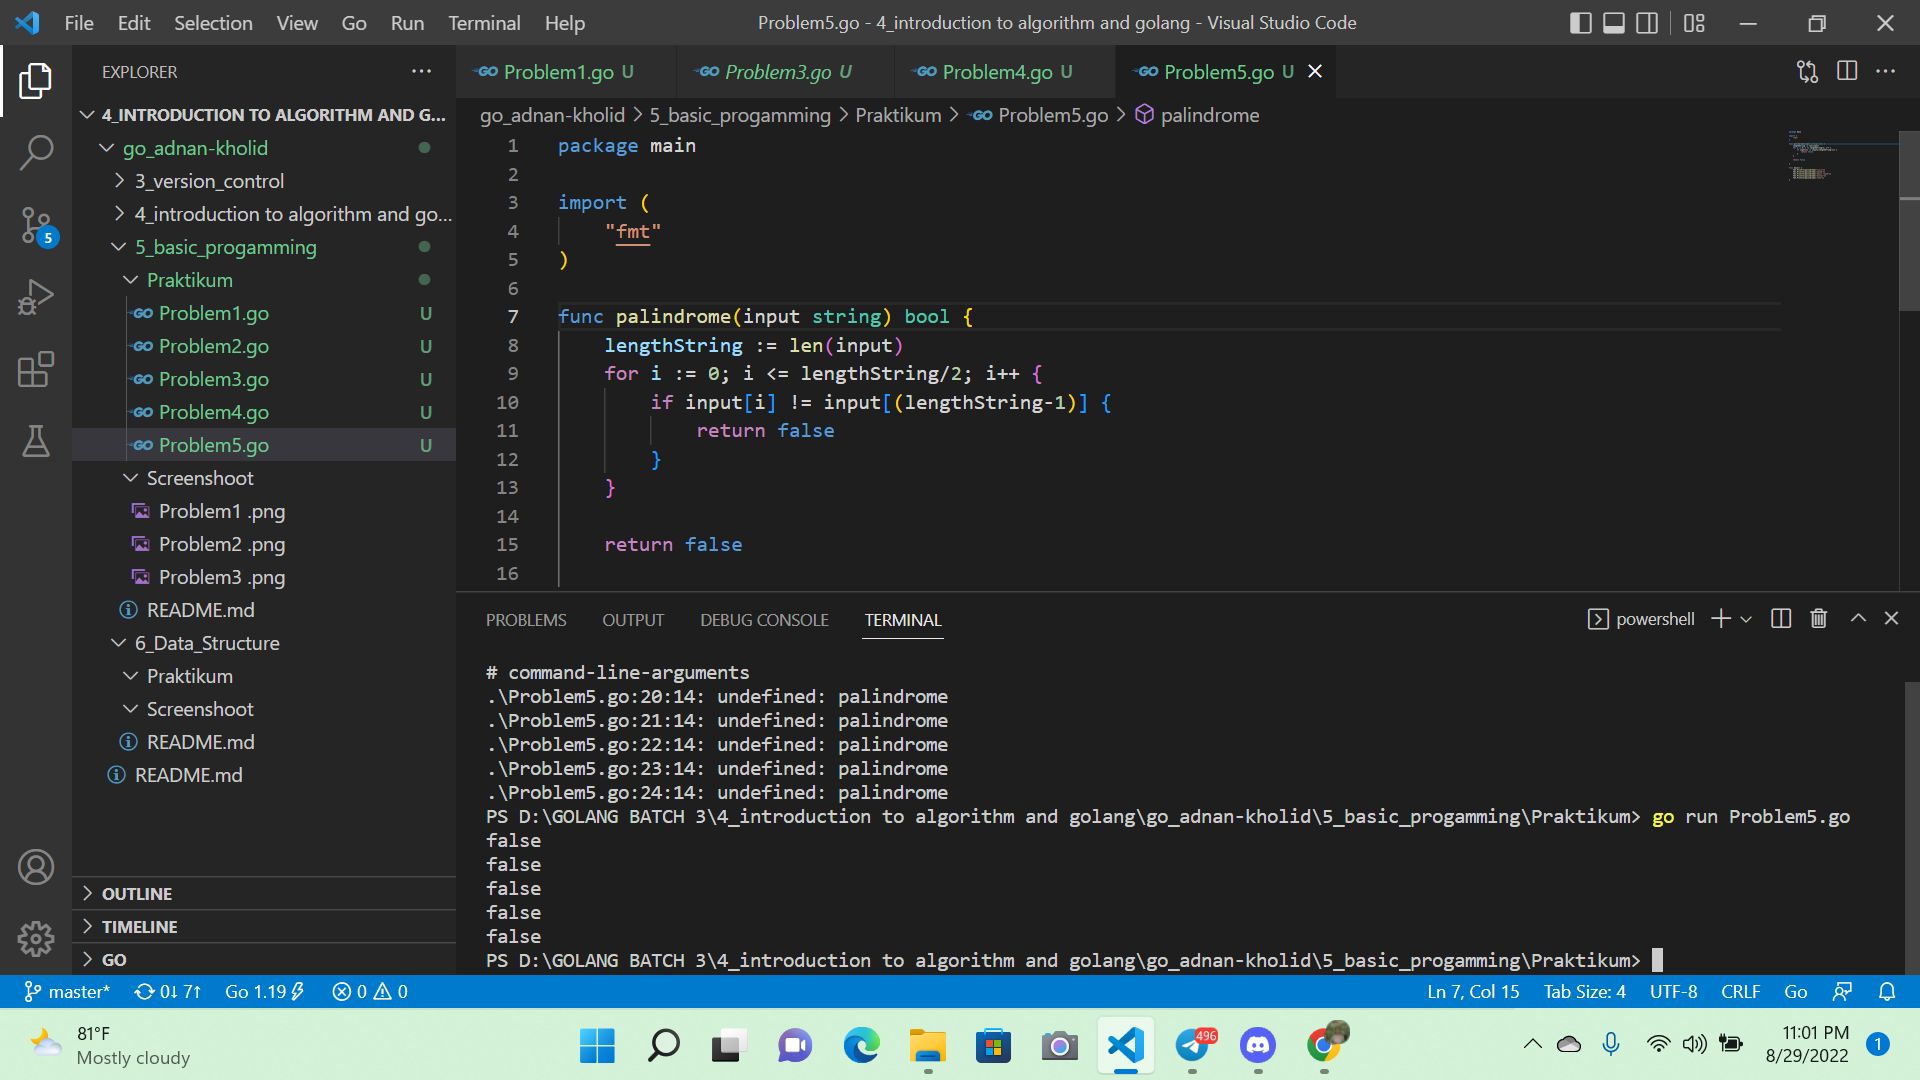 File Edit Selection View Go Run Terminal Help
Problem5.go - 4_introduction to algorithm and golang - Visual Studio Code
EXPLORER
4_INTRODUCTION TO ALGORITHM AND G...
go_adnan-kholid
3_version_control
4_introduction to algorithm and go...
5_basic_progamming
Praktikum
GO Problem1.go U
GO Problem2.go U
GO Problem3.go U
GO Problem4.go U
GO Problem5.go U
Screenshoot
Problem1 .png
Problem2 .png
Problem3 .png
README.md
6_Data_Structure
Praktikum
Screenshoot
README.md
README.md
OUTLINE
TIMELINE
GO
5
GO Problem1.go U GO Problem3.go U GO Problem4.go U GO Problem5.go U
go_adnan-kholid > 5_basic_progamming > Praktikum > GO Problem5.go > palindrome
1 package main
2
3 import (
4 "fmt"
5 )
6
7 func palindrome(input string) bool {
8 lengthString := len(input)
9 for i := 0; i <= lengthString/2; i++ {
10 if input[i] != input[(lengthString-1)] {
11 return false
12 }
13 }
14
15 return false
16
PROBLEMS OUTPUT DEBUG CONSOLE TERMINAL
powershell
# command-line-arguments
.\Problem5.go:20:14: undefined: palindrome
.\Problem5.go:21:14: undefined: palindrome
.\Problem5.go:22:14: undefined: palindrome
.\Problem5.go:23:14: undefined: palindrome
.\Problem5.go:24:14: undefined: palindrome
PS D:\GOLANG BATCH 3\4_introduction to algorithm and golang\go_adnan-kholid\5_basic_progamming\Praktikum> go run Problem5.go
false
false
false
false
false
PS D:\GOLANG BATCH 3\4_introduction to algorithm and golang\go_adnan-kholid\5_basic_progamming\Praktikum>
master* 0↓ 7↑ Go 1.19 0 0
Ln 7, Col 15 Tab Size: 4 UTF-8 CRLF Go
81°F
Mostly cloudy
496
11:01 PM
8/29/2022
1